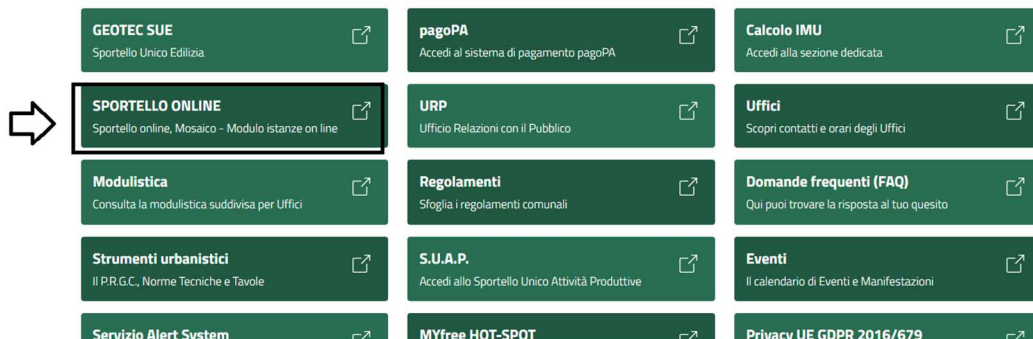 GEOTEC SUE
Sportello Unico Edilizia
pagoPA
Accedi al sistema di pagamento pagoPA
Calcolo IMU
Accedi alla sezione dedicata
SPORTELLO ONLINE
Sportello online, Mosaico - Modulo istanze on line
URP
Ufficio Relazioni con il Pubblico
Uffici
Scopri contatti e orari degli Uffici
Modulistica
Consulta la modulistica suddivisa per Uffici
Regolamenti
Sfoglia i regolamenti comunali
Domande frequenti (FAQ)
Qui puoi trovare la risposta al tuo quesito
Strumenti urbanistici
Il P.R.G.C., Norme Tecniche e Tavole
S.U.A.P.
Accedi allo Sportello Unico Attività Produttive
Eventi
Il calendario di Eventi e Manifestazioni
Servizio Alert System
MYfree HOT-SPOT
Privacy UE GDPR 2016/679